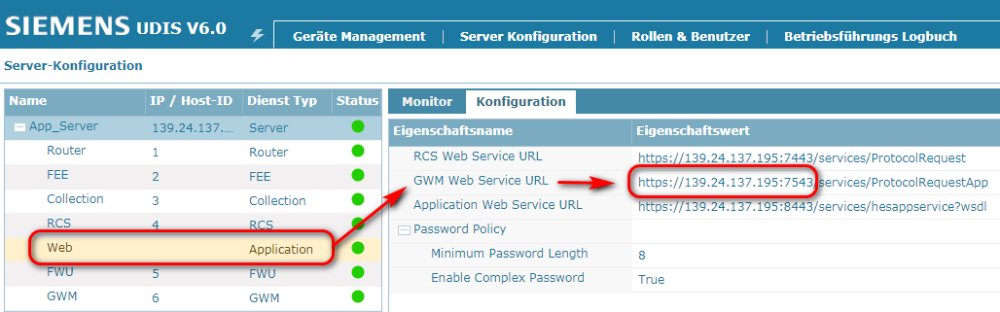 SIEMENS UDIS V6.0
Geräte Management Server Konfiguration Rollen & Benutzer Betriebsführungs Logbuch
Server-Konfiguration
Name IP / Host-ID Dienst Typ Status
App_Server 139.24.137.... Server
Router 1 Router
FEE 2 FEE
Collection 3 Collection
RCS 4 RCS
Web Application
FWU 5 FWU
GWM 6 GWM
Monitor Konfiguration
Eigenschaftsname Eigenschaftswert
RCS Web Service URL https://139.24.137.195:7443/services/ProtocolRequest
GWM Web Service URL https://139.24.137.195:7543/services/ProtocolRequestApp
Application Web Service URL https://139.24.137.195:8443/services/hesappservice?wsdl
Password Policy
Minimum Password Length 8
Enable Complex Password True